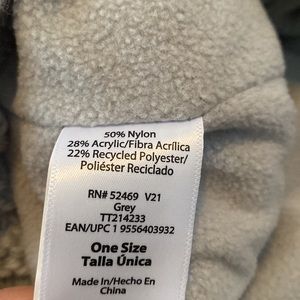 50% Nylon
28% Acrylic/Fibra Acrílica
22% Recycled Polyester/
Poliéster Reciclado
RN# 52469 V21
Grey
TT214233
EAN/UPC 1 9556403932
One Size
Talla Única
Made In/Hecho En
China